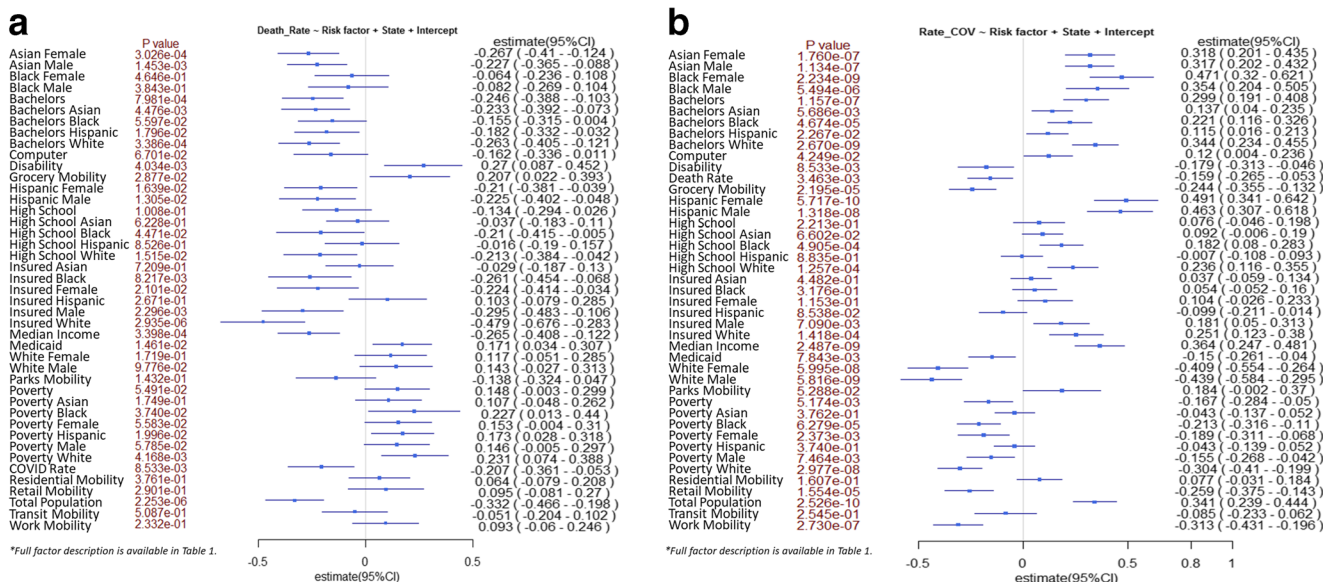 a
Death_Rate ~ Risk factor + State + Intercept
P value estimate(95%CI)
Asian Female 3.026e-04 -0.267 ( -0.41 - -0.124 )
Asian Male 1.453e-03 -0.227 ( -0.365 - -0.088 )
Black Female 4.646e-01 -0.064 ( -0.236 - 0.108 )
Black Male 3.843e-01 -0.082 ( -0.269 - 0.104 )
Bachelors 7.981e-04 -0.246 ( -0.388 - -0.103 )
Bachelors Asian 4.476e-03 -0.233 ( -0.392 - -0.073 )
Bachelors Black 5.597e-02 -0.155 ( -0.315 - 0.004 )
Bachelors Hispanic 1.796e-02 -0.182 ( -0.332 - -0.032 )
Bachelors White 3.386e-04 -0.263 ( -0.405 - -0.121 )
Computer 6.701e-02 -0.162 ( -0.336 - 0.011 )
Disability 4.034e-03 0.27 ( 0.087 - 0.452 )
Grocery Mobility 2.877e-02 0.207 ( 0.022 - 0.393 )
Hispanic Female 1.639e-02 -0.21 ( -0.381 - -0.039 )
Hispanic Male 1.305e-02 -0.225 ( -0.402 - -0.048 )
High School 1.008e-01 -0.134 ( -0.294 - 0.026 )
High School Asian 6.228e-01 -0.037 ( -0.183 - 0.11 )
High School Black 4.471e-02 -0.21 ( -0.415 - -0.005 )
High School Hispanic 8.526e-01 -0.016 ( -0.19 - 0.157 )
High School White 1.515e-02 -0.213 ( -0.384 - -0.042 )
Insured Asian 7.209e-01 -0.029 ( -0.187 - 0.13 )
Insured Black 8.217e-03 -0.261 ( -0.454 - -0.068 )
Insured Female 2.101e-02 -0.224 ( -0.414 - -0.034 )
Insured Hispanic 2.671e-01 0.103 ( -0.079 - 0.285 )
Insured Male 2.296e-03 -0.295 ( -0.483 - -0.106 )
Insured White 2.935e-06 -0.479 ( -0.676 - -0.283 )
Median Income 3.398e-04 -0.265 ( -0.408 - -0.122 )
Medicaid 1.461e-02 0.171 ( 0.034 - 0.307 )
White Female 1.719e-01 0.117 ( -0.051 - 0.285 )
White Male 9.776e-02 0.143 ( -0.027 - 0.313 )
Parks Mobility 1.432e-01 -0.138 ( -0.324 - 0.047 )
Poverty 5.491e-02 0.148 ( -0.003 - 0.299 )
Poverty Asian 1.749e-01 0.107 ( -0.048 - 0.262 )
Poverty Black 3.740e-02 0.227 ( 0.013 - 0.44 )
Poverty Female 5.583e-02 0.153 ( -0.004 - 0.31 )
Poverty Hispanic 1.996e-02 0.173 ( 0.028 - 0.318 )
Poverty Male 5.785e-02 0.146 ( -0.005 - 0.297 )
Poverty White 4.168e-03 0.231 ( 0.074 - 0.388 )
COVID Rate 8.533e-03 -0.207 ( -0.361 - -0.053 )
Residential Mobility 3.761e-01 0.064 ( -0.079 - 0.208 )
Retail Mobility 2.901e-01 0.095 ( -0.081 - 0.27 )
Total Population 2.253e-06 -0.332 ( -0.466 - -0.198 )
Transit Mobility 5.087e-01 -0.051 ( -0.204 - 0.102 )
Work Mobility 2.332e-01 0.093 ( -0.06 - 0.246 )
*Full factor description is available in Table 1.
-0.5 0 0.5
estimate(95%CI)
b
Rate_COV ~ Risk factor + State + Intercept
P value estimate(95%CI)
Asian Female 1.760e-07 0.318 ( 0.201 - 0.435 )
Asian Male 1.134e-07 0.317 ( 0.202 - 0.432 )
Black Female 2.234e-09 0.471 ( 0.32 - 0.621 )
Black Male 5.494e-06 0.354 ( 0.204 - 0.505 )
Bachelors 1.157e-07 0.299 ( 0.191 - 0.408 )
Bachelors Asian 5.686e-03 0.137 ( 0.04 - 0.235 )
Bachelors Black 4.674e-05 0.221 ( 0.116 - 0.326 )
Bachelors Hispanic 2.267e-02 0.115 ( 0.016 - 0.213 )
Bachelors White 2.670e-09 0.344 ( 0.234 - 0.455 )
Computer 4.249e-02 0.12 ( 0.004 - 0.236 )
Disability 8.533e-03 -0.179 ( -0.313 - -0.046 )
Death Rate 3.463e-03 -0.159 ( -0.265 - -0.053 )
Grocery Mobility 2.195e-05 -0.244 ( -0.355 - -0.132 )
Hispanic Female 5.717e-10 0.491 ( 0.341 - 0.642 )
Hispanic Male 1.318e-08 0.463 ( 0.307 - 0.618 )
High School 2.213e-01 0.076 ( -0.046 - 0.198 )
High School Asian 6.602e-02 0.092 ( -0.006 - 0.19 )
High School Black 4.905e-04 0.182 ( 0.08 - 0.283 )
High School Hispanic 8.835e-01 -0.007 ( -0.108 - 0.093 )
High School White 1.257e-04 0.236 ( 0.116 - 0.355 )
Insured Asian 4.482e-01 0.037 ( -0.059 - 0.134 )
Insured Black 3.176e-01 0.054 ( -0.052 - 0.16 )
Insured Female 1.153e-01 0.104 ( -0.026 - 0.233 )
Insured Hispanic 8.538e-02 -0.099 ( -0.211 - 0.014 )
Insured Male 7.090e-03 0.181 ( 0.05 - 0.313 )
Insured White 1.418e-04 0.251 ( 0.123 - 0.38 )
Median Income 2.487e-09 0.364 ( 0.247 - 0.481 )
Medicaid 7.843e-03 -0.15 ( -0.261 - -0.04 )
White Female 5.995e-08 -0.409 ( -0.554 - -0.264 )
White Male 5.816e-09 -0.439 ( -0.584 - -0.295 )
Parks Mobility 5.288e-02 0.184 ( -0.002 - 0.37 )
Poverty 5.174e-03 -0.167 ( -0.284 - -0.05 )
Poverty Asian 3.762e-01 -0.043 ( -0.137 - 0.052 )
Poverty Black 6.279e-05 -0.213 ( -0.316 - -0.11 )
Poverty Female 2.373e-03 -0.189 ( -0.311 - -0.068 )
Poverty Hispanic 3.740e-01 -0.043 ( -0.139 - 0.052 )
Poverty Male 7.464e-03 -0.155 ( -0.268 - -0.042 )
Poverty White 2.977e-08 -0.304 ( -0.41 - -0.199 )
Residential Mobility 1.607e-01 0.077 ( -0.031 - 0.184 )
Retail Mobility 1.554e-05 -0.259 ( -0.375 - -0.143 )
Total Population 2.526e-10 0.341 ( 0.239 - 0.444 )
Transit Mobility 2.545e-01 -0.085 ( -0.233 - 0.062 )
Work Mobility 2.730e-07 -0.313 ( -0.431 - -0.196 )
*Full factor description is available in Table 1.
-0.5 0 0.5 1
estimate(95%CI)